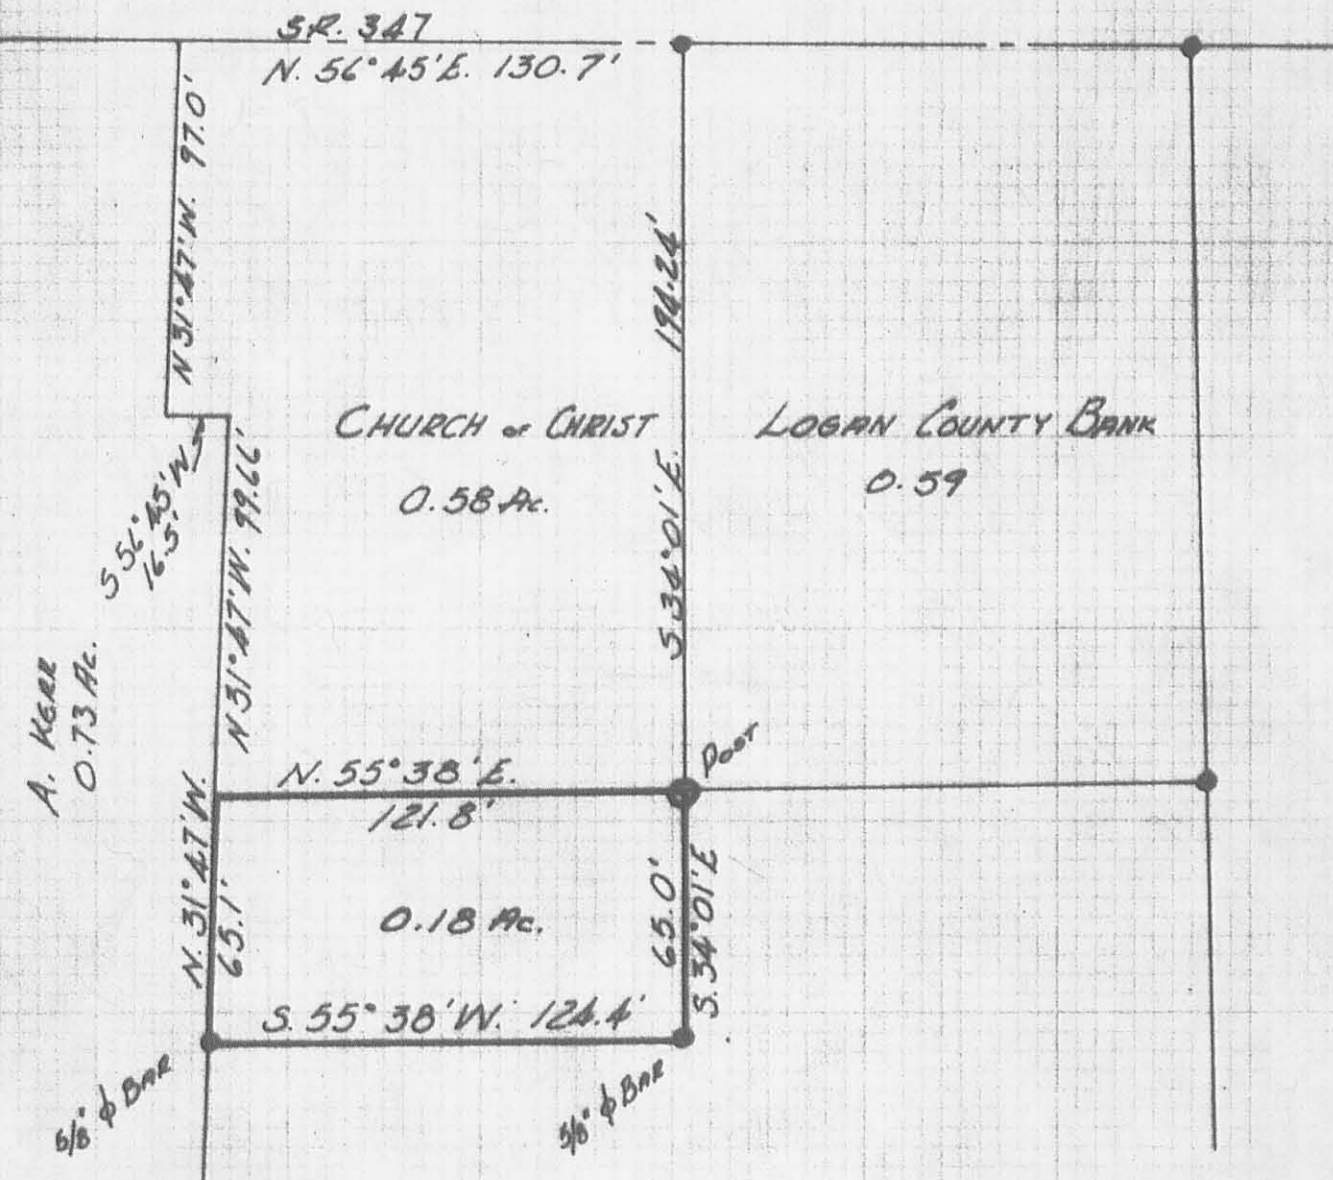 S.R. 347
N. 56°45'E. 130.7'
N 31°47'W. 97.0'
194.24'
S.34°01'E.
CHURCH of CHRIST
0.58 Ac.
LOGAN COUNTY BANK
0.59
S 56°45' W
16.5'
N 31°47'W. 99.66'
A. KERR
0.73 Ac.
POST
N. 55°38'E.
121.8'
N. 31°47'W.
65.1'
0.18 Ac.
65.0'
S. 34°01'E
S. 55°38'W. 124.4'
5/8" ϕ BAR
5/8" ϕ BAR